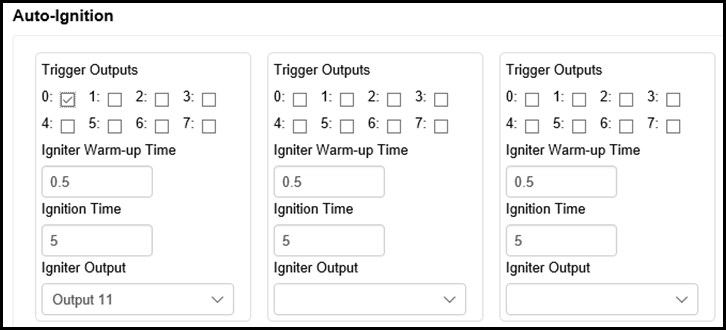 Auto-Ignition
Trigger Outputs
0: 1: 2: 3:
4: 5: 6: 7:
Igniter Warm-up Time
0.5
Ignition Time
5
Igniter Output
Output 11
Trigger Outputs
0: 1: 2: 3:
4: 5: 6: 7:
Igniter Warm-up Time
0.5
Ignition Time
5
Igniter Output
Trigger Outputs
0: 1: 2: 3:
4: 5: 6: 7:
Igniter Warm-up Time
0.5
Ignition Time
5
Igniter Output